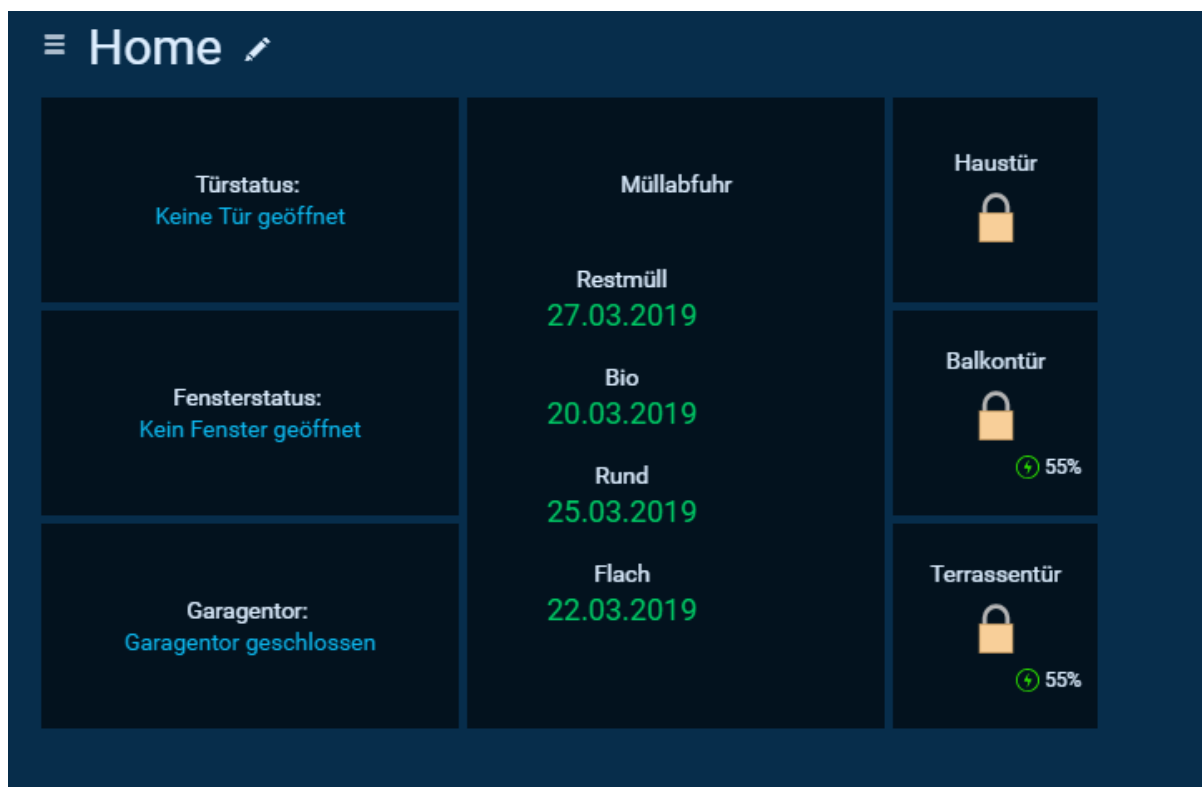 Home
Türstatus:
Keine Tür geöffnet
Fensterstatus:
Kein Fenster geöffnet
Garagentor:
Garagentor geschlossen
Müllabfuhr
Restmüll
27.03.2019
Bio
20.03.2019
Rund
25.03.2019
Flach
22.03.2019
Haustür
Balkontür
55%
Terrassentür
55%